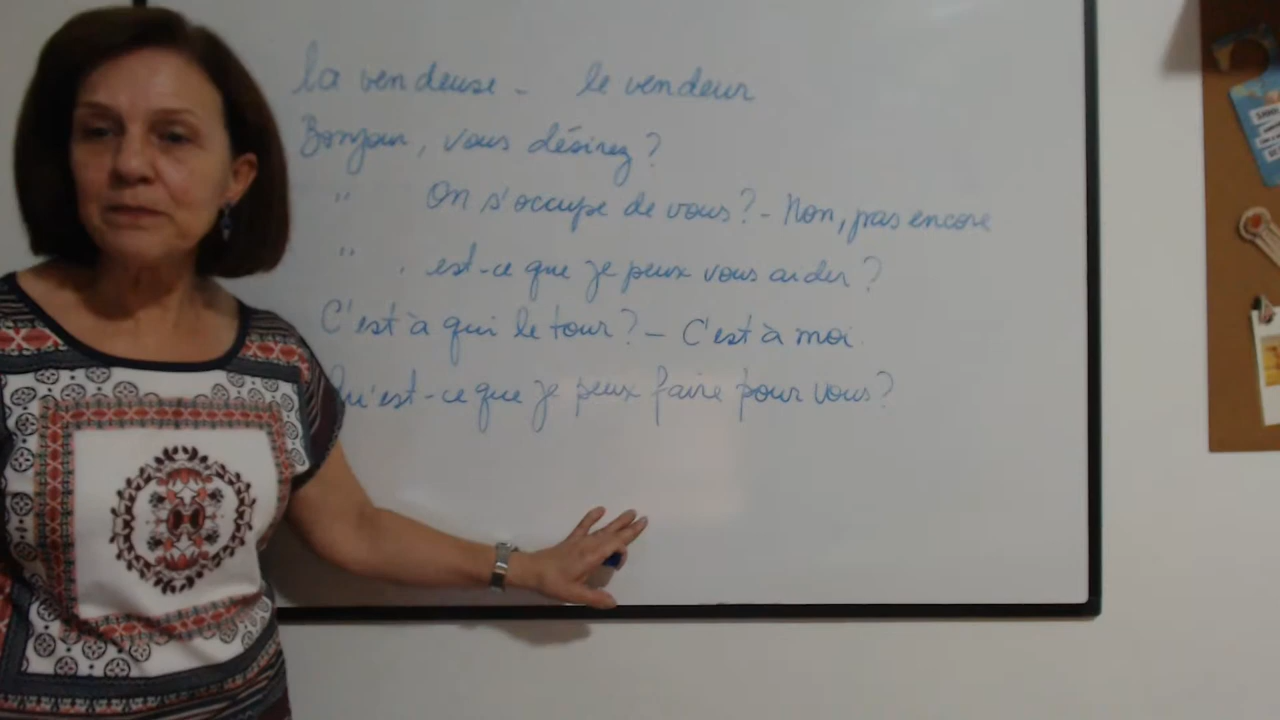 la vendeuse - le vendeur
Bonjour, vous désirez?
" On s'occupe de vous? - Non, pas encore
" . est-ce que je peux vous aider?
C'est à qui le tour? - C'est à moi
Qu'est-ce que je peux faire pour vous?